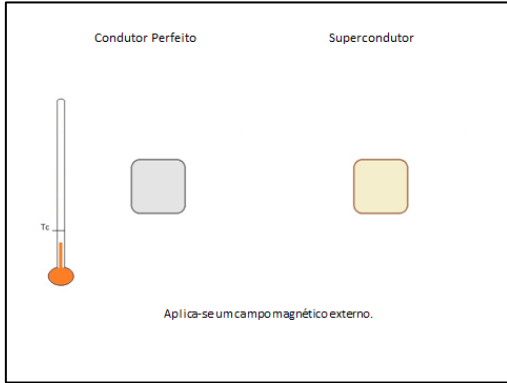 Condutor Perfeito
Supercondutor
Tc
Aplica-se um campo magnético externo.